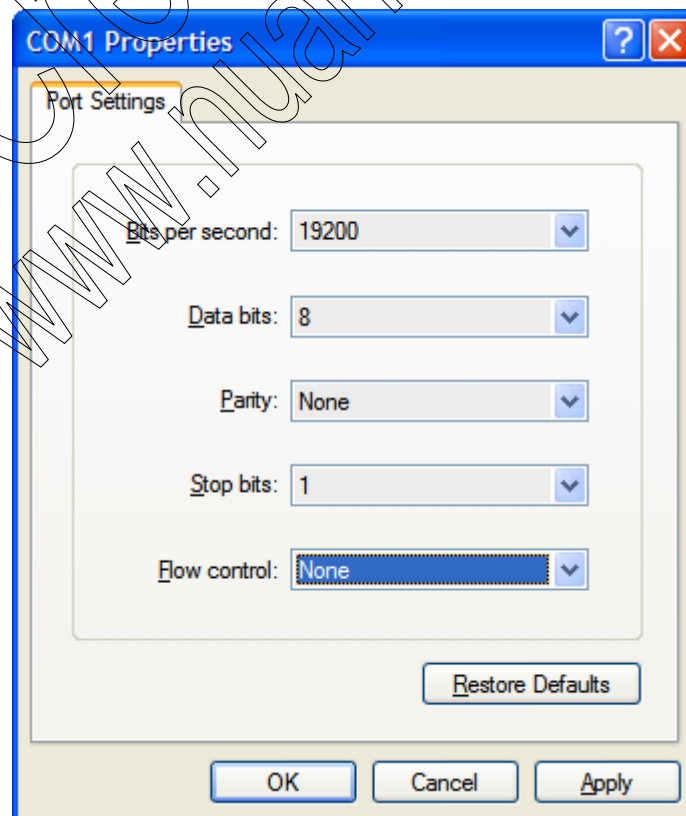 COM1 Properties
Port Settings
Bits per second: 19200
Data bits: 8
Parity: None
Stop bits: 1
Flow control: None
Restore Defaults
OK Cancel Apply